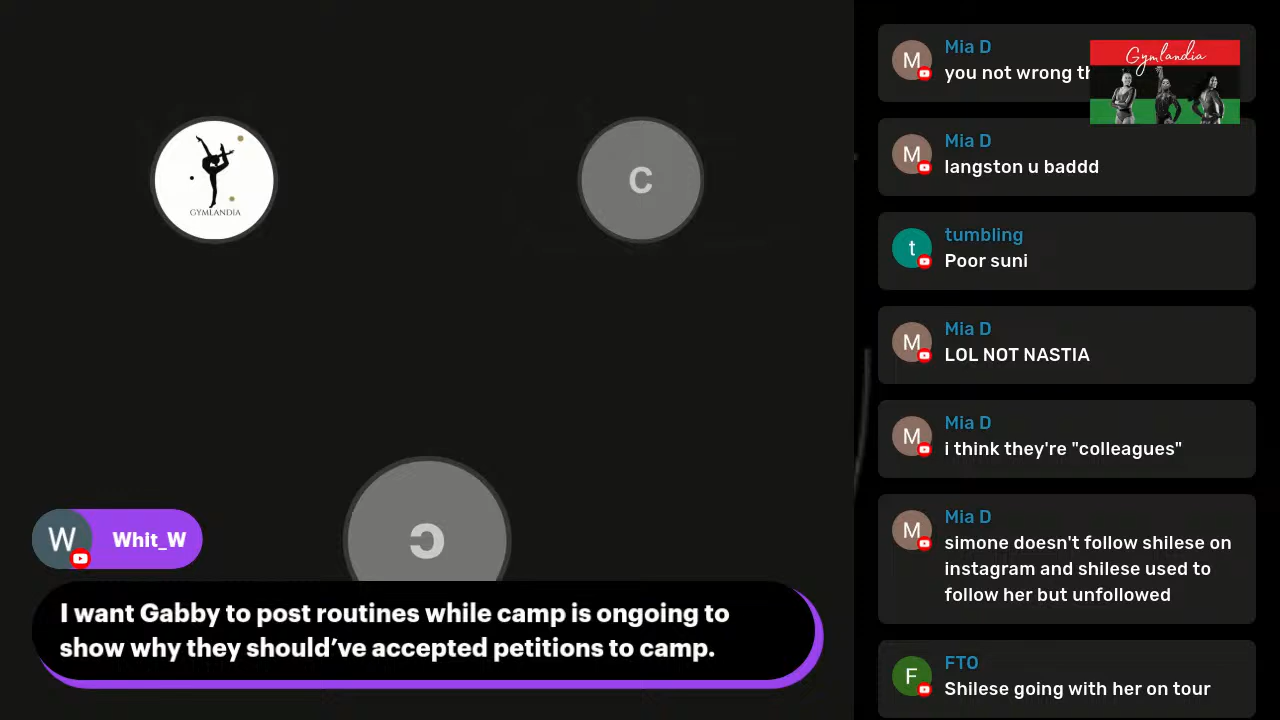 GYMLANDIA
C
C
W
Whit_W
I want Gabby to post routines while camp is ongoing to
show why they should’ve accepted petitions to camp.
M
Mia D
you not wrong
Gymlandia
M
Mia D
langston u baddd
t
tumbling
Poor suni
M
Mia D
LOL NOT NASTIA
M
Mia D
i think they're "colleagues"
M
Mia D
simone doesn't follow shilese on
instagram and shilese used to
follow her but unfollowed
F
FTO
Shilese going with her on tour